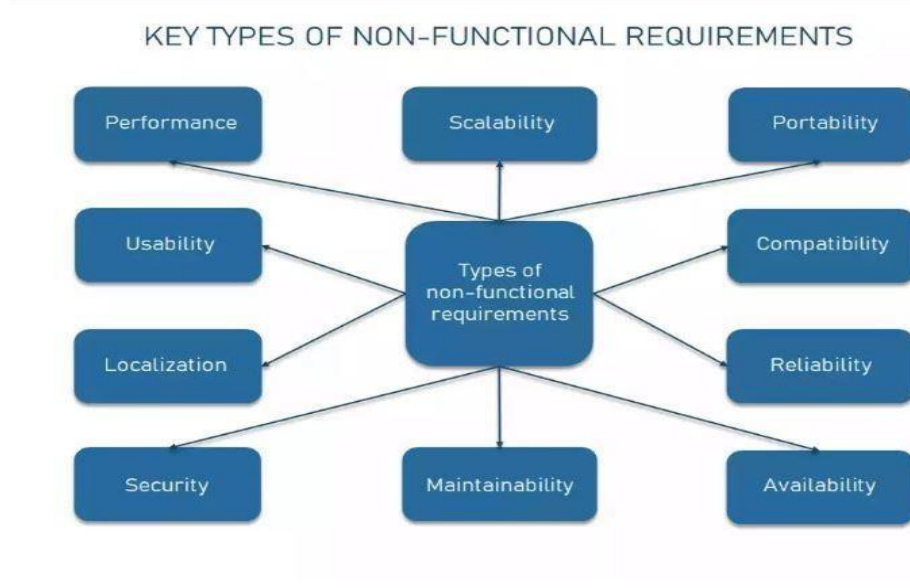 KEY TYPES OF NON-FUNCTIONAL REQUIREMENTS
Performance
Scalability
Portability
Usability
Types of
non-functional
requirements
Compatibility
Localization
Reliability
Security
Maintainability
Availability